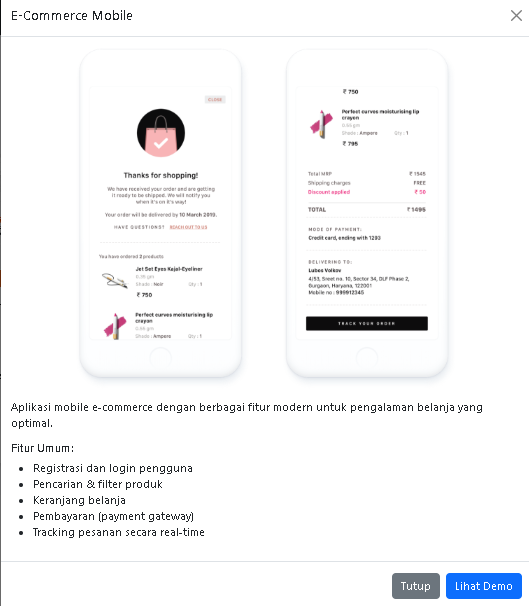 E-Commerce Mobile
CLOSE
Thanks for shopping!
We have received your order and are getting
it ready to be shipped. We will notify you
when it's on it's way!
Your order will be delivered by 10 March 2019.
HAVE QUESTIONS? REACH OUT TO US
You have ordered 2 products
Jet Set Eyes Kajal-Eyeliner
0.35 gm
Shade : Noir Qty : 1
₹ 750
Perfect curves moisturising lip
crayon
0.55 gm
Shade : Ampere Qty : 1
₹ 750
Perfect curves moisturising lip
crayon
0.55 gm
Shade : Ampere Qty : 1
₹ 795
Total MRP ₹ 1545
Shipping charges FREE
Discount applied ₹ 50
TOTAL ₹ 1495
MODE OF PAYMENT:
Credit card, ending with 1203
DELIVERING TO:
Lubos Volkov
4/53, Sreet no. 10, Sector 34, DLF Phase 2,
Gurgaon, Haryana, 122001
Mobile no : 999912345
TRACK YOUR ORDER
Aplikasi mobile e-commerce dengan berbagai fitur modern untuk pengalaman belanja yang
optimal.
Fitur Umum:
• Registrasi dan login pengguna
• Pencarian & filter produk
• Keranjang belanja
• Pembayaran (payment gateway)
• Tracking pesanan secara real-time
Tutup
Lihat Demo